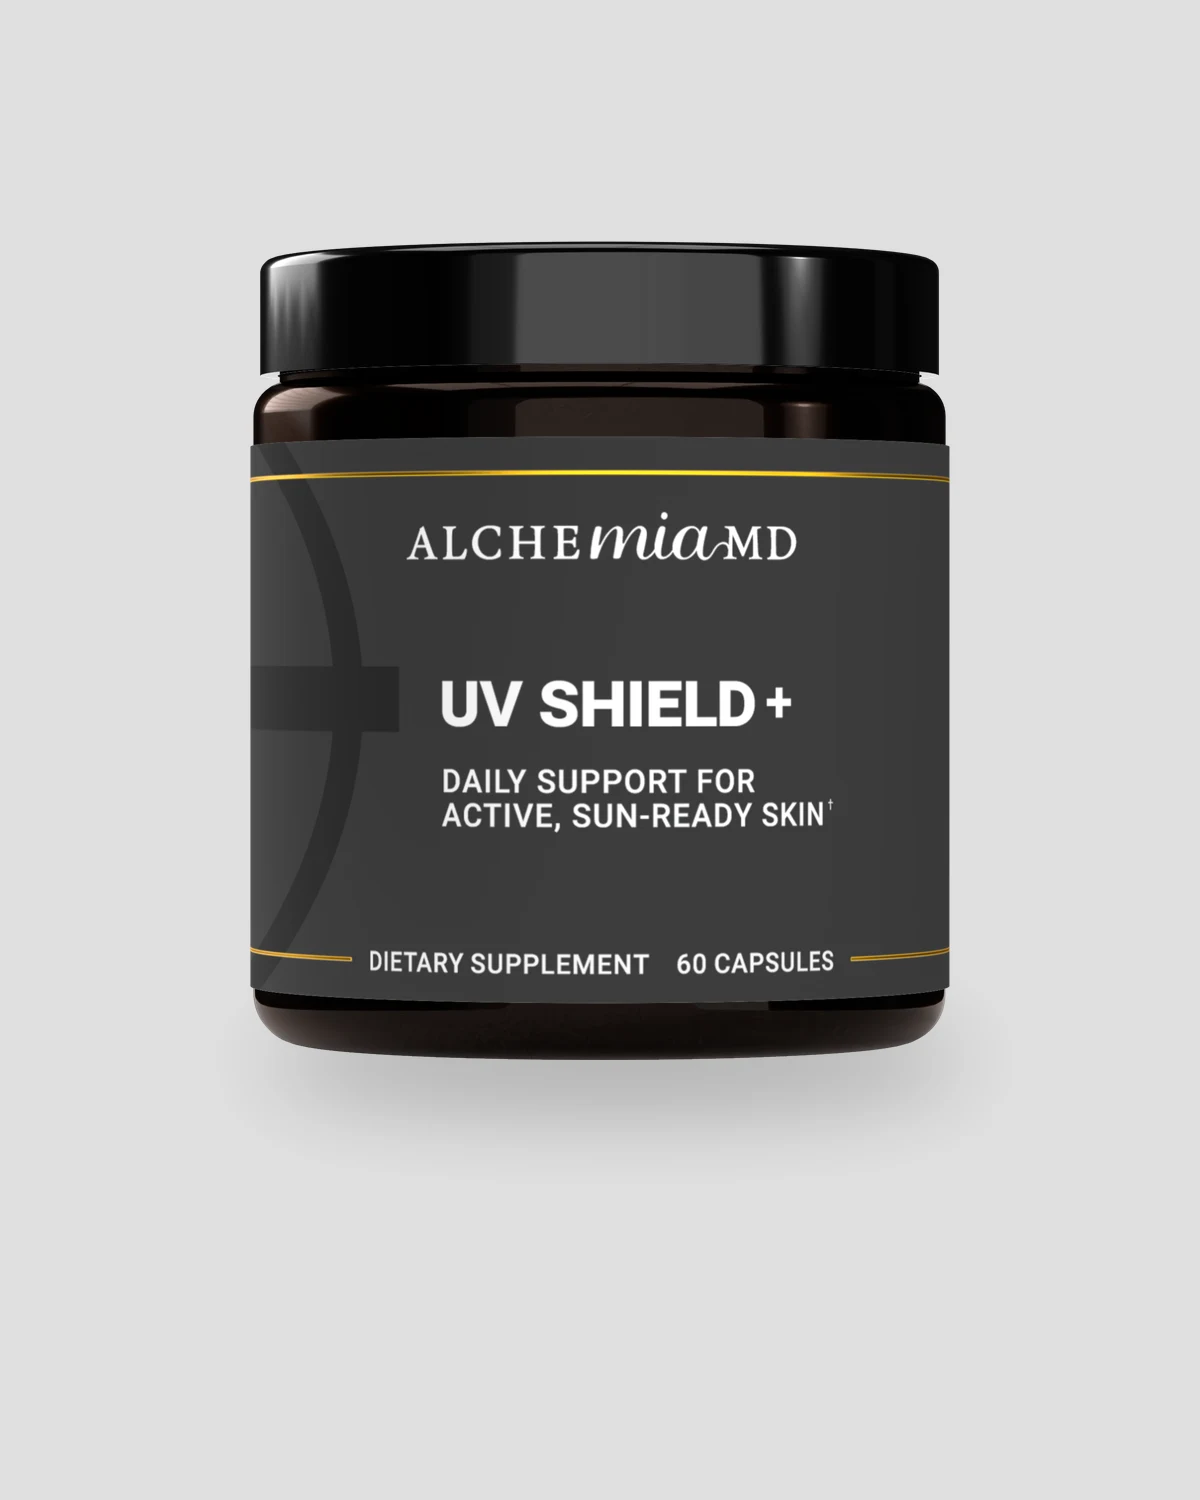 ALCHEmiaMD
UV SHIELD+
DAILY SUPPORT FOR
ACTIVE, SUN-READY SKIN†
DIETARY SUPPLEMENT 60 CAPSULES